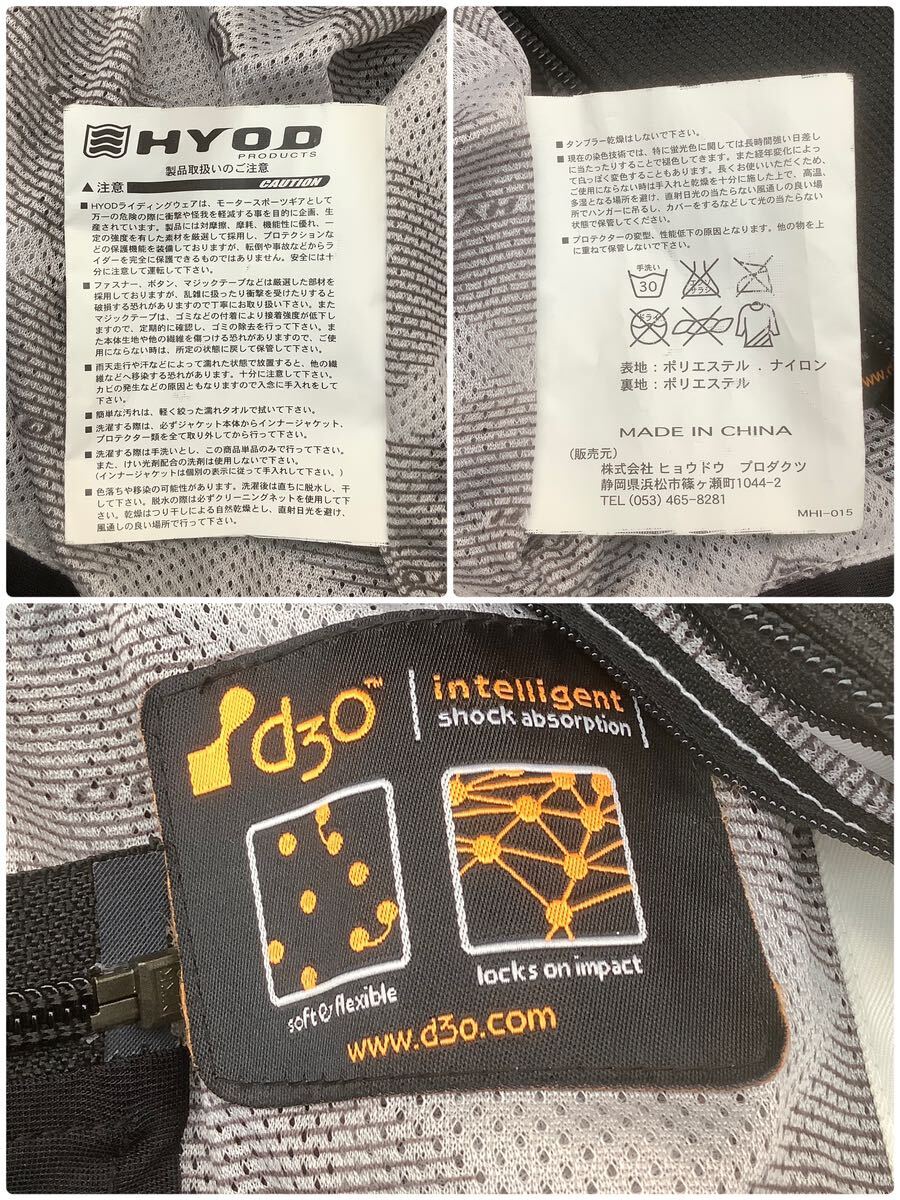 HYOD
PRODUCTS
製品取扱いのご注意
▲注意 CAUTION
■HYODライディングウェアは、モータースポーツギアとして
万一の危険の際に衝撃や怪我を軽減する事を目的に企画、生
産されています。製品には対摩擦、摩耗、機能性に優れ、一
定の強度を有した素材を厳選して採用し、プロテクションな
どの保護機能を装備しておりますが、転倒や事故などからラ
イダーを完全に保護できるものではありません。安全には十
分に注意して運転して下さい。
■ファスナー、ボタン、マジックテープなどは厳選した部材を
採用しておりますが、乱雑に扱ったり衝撃を受けたりすると
破損する恐れがありますので丁寧にお取り扱い下さい。また
マジックテープは、ゴミなどの付着により接着強度が低下し
ますので、定期的に確認し、ゴミの除去を行って下さい。ま
た本体生地や他の繊維を傷つける恐れがありますので、ご使
用にならない時は、所定の状態に戻して保管して下さい。
■雨天走行や汗などによって濡れた状態で放置すると、他の繊
維などへ移染する恐れがあります。十分に注意して下さい。
カビの発生などの原因ともなりますので入念に手入れをして
下さい。
■簡単な汚れは、軽く絞った濡れタオルで拭いて下さい。
■洗濯する際は、必ずジャケット本体からインナージャケット、
プロテクター類を全て取り外してから行って下さい。
■洗濯する際は手洗いとし、この商品単品のみで行って下さい。
また、けい光剤配合の洗剤は使用しないで下さい。
(インナージャケットは個別の表示に従って手入れして下さい。)
■色落ちや移染の可能性があります。洗濯後は直ちに脱水し、干
して下さい。脱水の際は必ずクリーニングネットを使用して下
さい。乾燥はつり干しによる自然乾燥とし、直射日光を避け、
風通しの良い場所で行って下さい。
■タンブラー乾燥はしないで下さい。
■現在の染色技術では、特に蛍光色に関しては長時間強い日差し
に当たったりすることで褪色してきます。また経年変化によっ
て白っぽく変色することもあります。長くお使いいただくため、
ご使用にならない時は手入れと乾燥を十分に施した上で、高温、
多湿となる場所を避け、直射日光の当たらない風通しの良い場
所でハンガーに吊るし、カバーをするなどして光の当たらない
状態で保管してください。
■プロテクターの変型、性能低下の原因となります。他の物を上
に重ねて保管しないで下さい。
手洗い
30
エンソ
サラシ
ドライ
表地：ポリエステル . ナイロン
裏地：ポリエステル
MADE IN CHINA
（販売元）
株式会社 ヒョウドウ プロダクツ
静岡県浜松市篠ヶ瀬町1044-2
TEL (053) 465-8281
MHI-015
www.d
d3o™
intelligent
shock absorption
soft & flexible
locks on impact
www.d3o.com